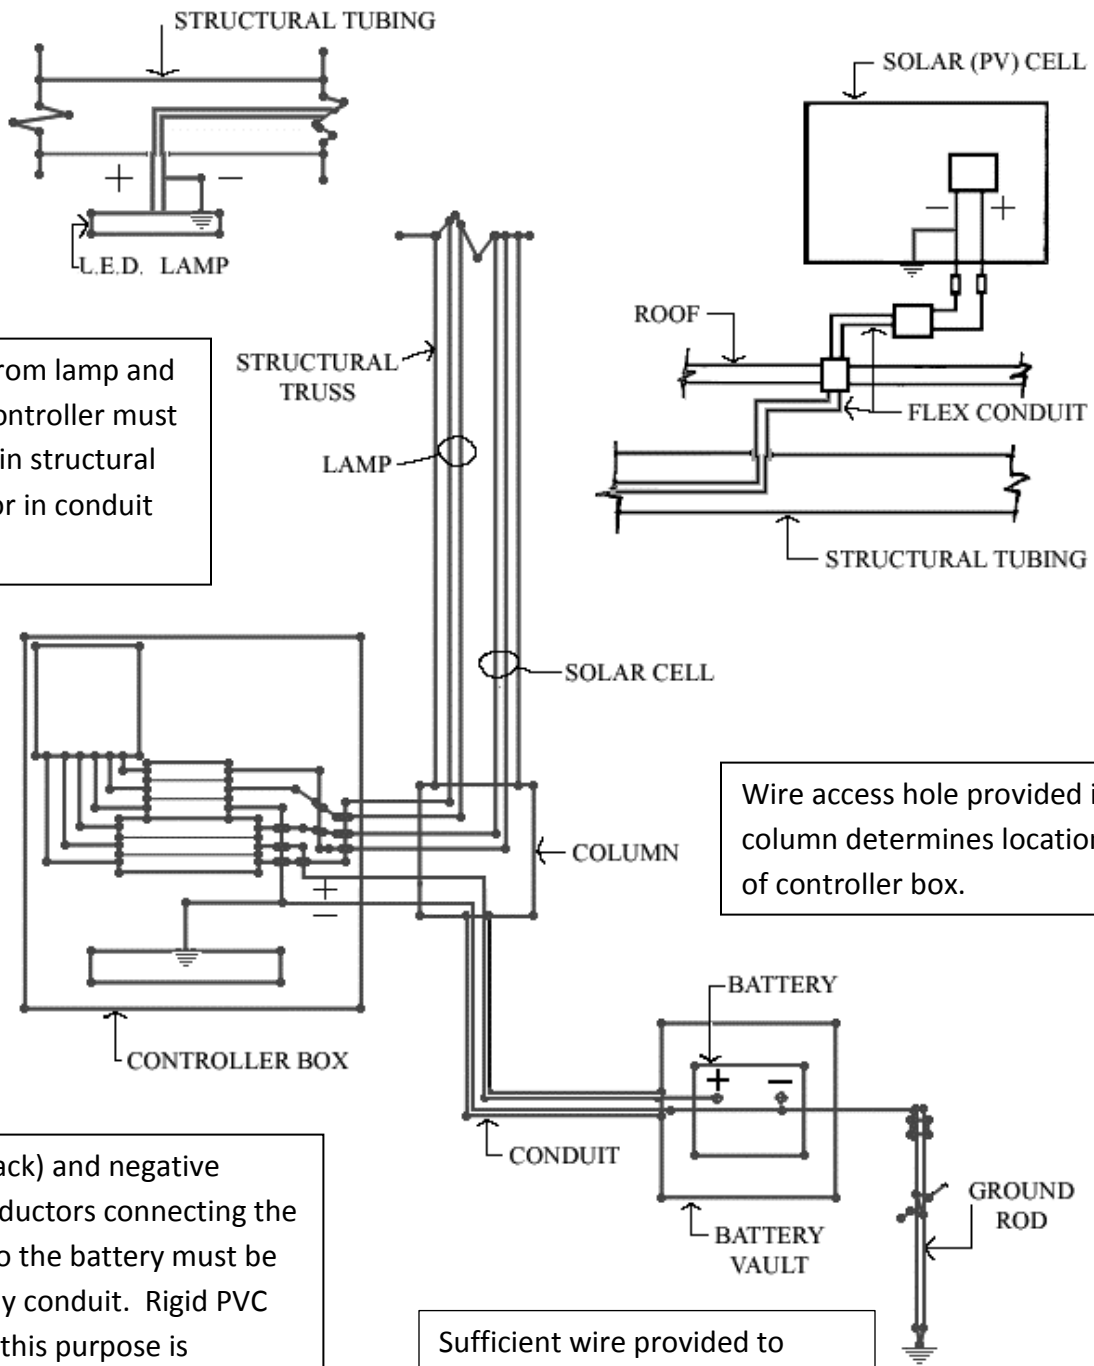 STRUCTURAL TUBING
SOLAR (PV) CELL
+ −
− +
L.E.D. LAMP
ROOF
rom lamp and
ontroller must
in structural
or in conduit
STRUCTURAL
TRUSS
FLEX CONDUIT
LAMP
STRUCTURAL TUBING
SOLAR CELL
Wire access hole provided i
column determines location
of controller box.
COLUMN
+
−
BATTERY
CONTROLLER BOX
+ −
CONDUIT
GROUND
ROD
BATTERY
VAULT
ack) and negative
ductors connecting the
o the battery must be
y conduit. Rigid PVC
this purpose is
Sufficient wire provided to